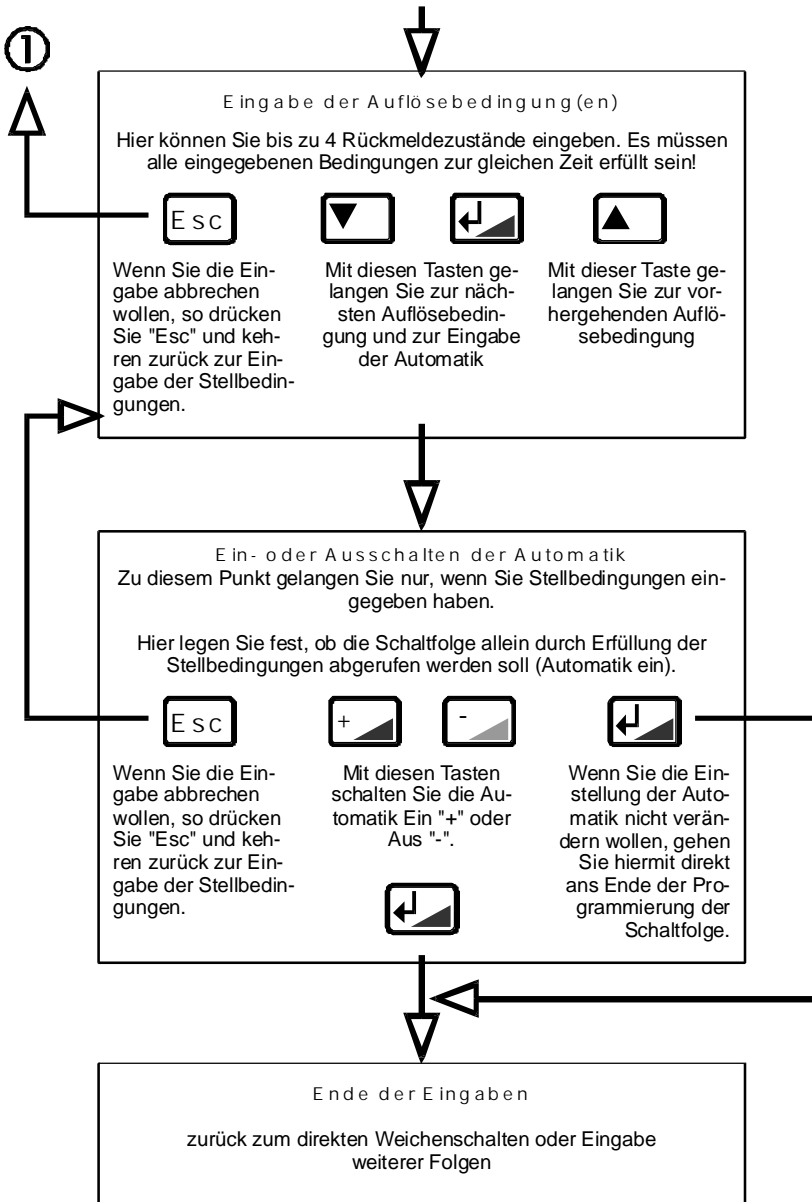 ①
Eingabe der Auflösebedingung(en)
Hier können Sie bis zu 4 Rückmeldezustände eingeben. Es müssen
alle eingegebenen Bedingungen zur gleichen Zeit erfüllt sein!
Esc
Wenn Sie die Ein-
gabe abbrechen
wollen, so drücken
Sie "Esc" und keh-
ren zurück zur Ein-
gabe der Stellbedin-
gungen.
Mit diesen Tasten ge-
langen Sie zur näch-
sten Auflösebedin-
gung und zur Eingabe
der Automatik
Mit dieser Taste ge-
langen Sie zur vor-
hergehenden Auflö-
sebedingung
Ein- oder Ausschalten der Automatik
Zu diesem Punkt gelangen Sie nur, wenn Sie Stellbedingungen ein-
gegeben haben.
Hier legen Sie fest, ob die Schaltfolge allein durch Erfüllung der
Stellbedingungen abgerufen werden soll (Automatik ein).
Esc
+
-
Wenn Sie die Ein-
gabe abbrechen
wollen, so drücken
Sie "Esc" und keh-
ren zurück zur Ein-
gabe der Stellbedin-
gungen.
Mit diesen Tasten
schalten Sie die Au-
tomatik Ein "+" oder
Aus "-".
Wenn Sie die Ein-
stellung der Auto-
matik nicht verän-
dern wollen, gehen
Sie hiermit direkt
ans Ende der Pro-
grammierung der
Schaltfolge.
Ende der Eingaben
zurück zum direkten Weichenschalten oder Eingabe
weiterer Folgen